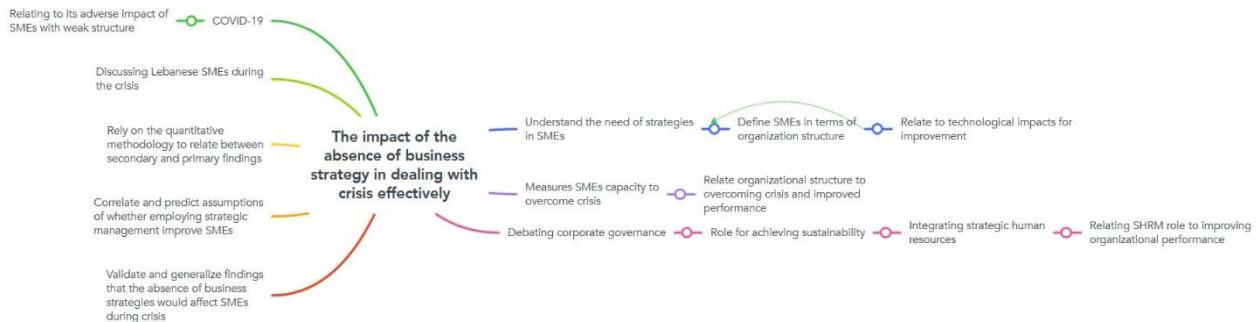 Relating to its adverse impact of
SMEs with weak structure
COVID-19
Discussing Lebanese SMEs during
the crisis
Rely on the quantitative
methodology to relate between
secondary and primary findings
Correlate and predict assumptions
of whether employing strategic
management improve SMEs
Validate and generalize findings
that the absence of business
strategies would affect SMEs
during crisis
The impact of the
absence of business
strategy in dealing with
crisis effectively
Understand the need of strategies
in SMEs
Define SMEs in terms of
organization structure
Relate to technological impacts for
improvement
Measures SMEs capacity to
overcome crisis
Relate organizational structure to
overcoming crisis and improved
performance
Debating corporate governance
Role for achieving sustainability
Integrating strategic human
resources
Relating SHRM role to improving
organizational performance